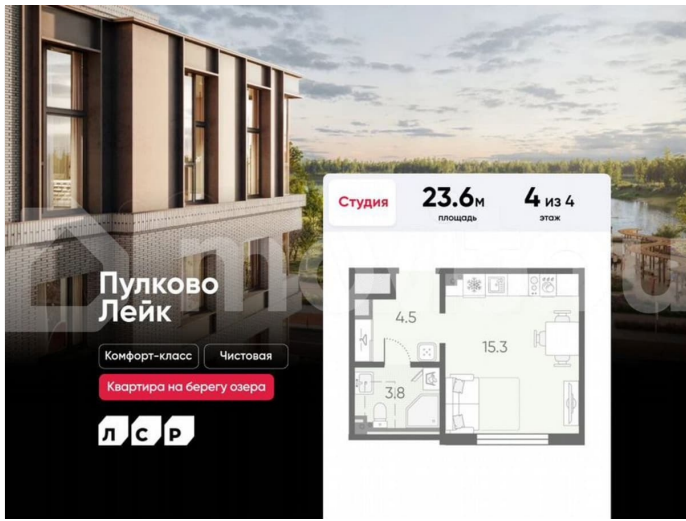 Студия
23.6м
площадь
4 из 4
этаж
Пулково
Лейк
Комфорт-класс
Чистовая
Квартира на берегу озера
ЛСР
4.5
15.3
3.8